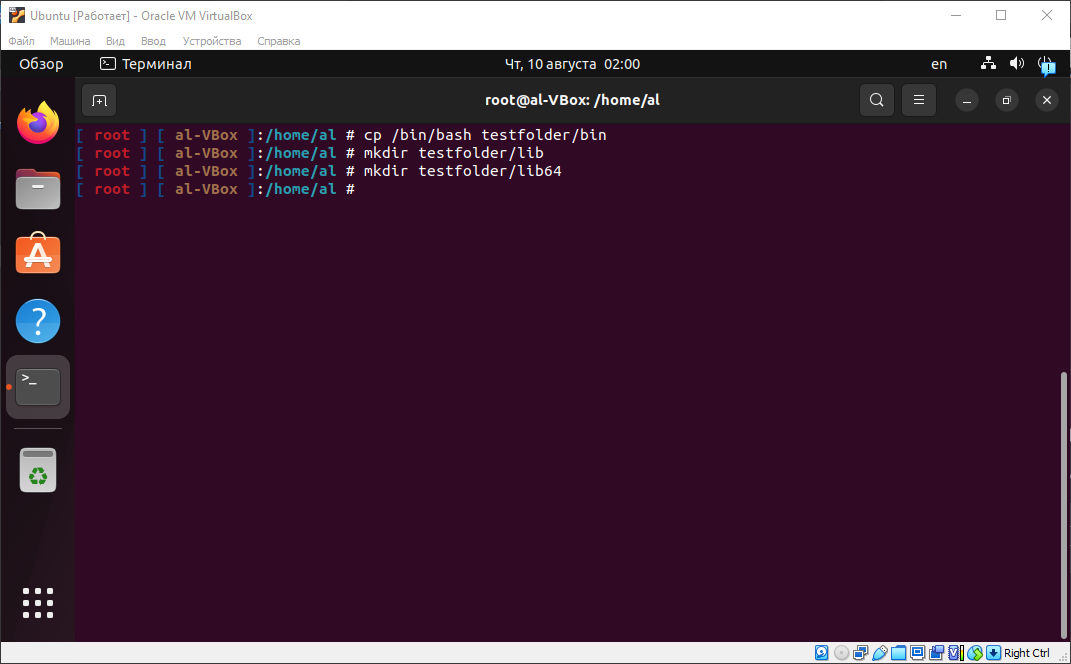 Ubuntu [Работает] - Oracle VM VirtualBox
Файл Машина Вид Ввод Устройства Справка
Обзор Терминал Чт, 10 августа 02:00 en
root@al-VBox: /home/al
[ root ] [ al-VBox ]:/home/al # cp /bin/bash testfolder/bin
[ root ] [ al-VBox ]:/home/al # mkdir testfolder/lib
[ root ] [ al-VBox ]:/home/al # mkdir testfolder/lib64
[ root ] [ al-VBox ]:/home/al #
Right Ctrl